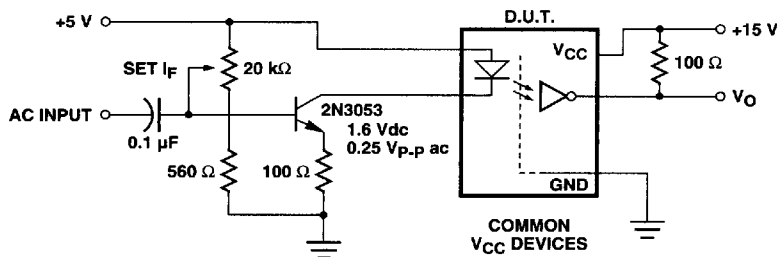 D.U.T.
+5 V
+15 V
V_CC
SET I_F
20 kΩ
100 Ω
AC INPUT
2N3053
V_O
0.1 µF
1.6 Vdc
0.25 V_P-P ac
560 Ω
100 Ω
GND
COMMON
V_CC DEVICES